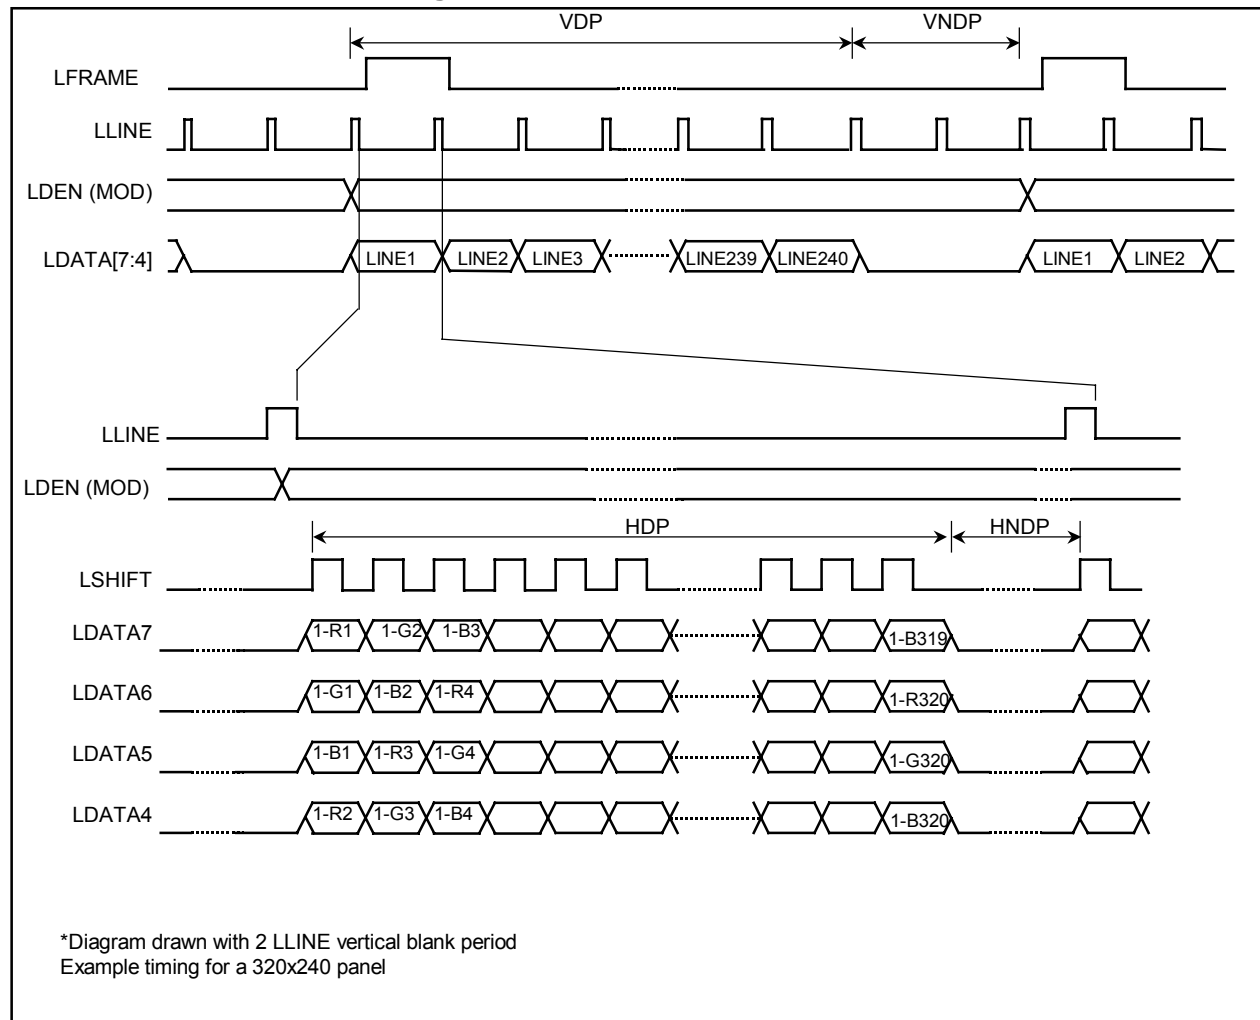 VDP VNDP
LFRAME
LLINE
LDEN (MOD)
LDATA[7:4] LINE1 LINE2 LINE3 LINE239 LINE240 LINE1 LINE2
LLINE
LDEN (MOD)
HDP HNDP
LSHIFT
LDATA7 1-R1 1-G2 1-B3 1-B319
LDATA6 1-G1 1-B2 1-R4 1-R320
LDATA5 1-B1 1-R3 1-G4 1-G320
LDATA4 1-R2 1-G3 1-B4 1-B320
*Diagram drawn with 2 LLINE vertical blank period
Example timing for a 320x240 panel